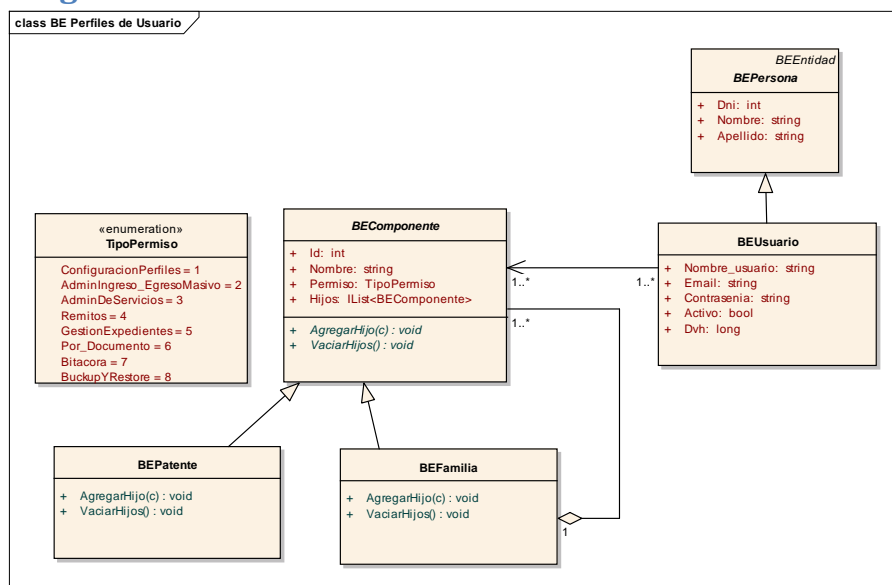 class BE Perfiles de Usuario
BEEntidad
BEPersona
+ Dni: int
+ Nombre: string
+ Apellido: string
«enumeration»
TipoPermiso
ConfiguracionPerfiles = 1
AdminIngreso_EgresoMasivo = 2
AdminDeServicios = 3
Remitos = 4
GestionExpedientes = 5
Por_Documento = 6
Bitacora = 7
BuckupYRestore = 8
BEComponente
+ Id: int
+ Nombre: string
+ Permiso: TipoPermiso
+ Hijos: IList<BEComponente>
+ AgregarHijo(c) : void
+ VaciarHijos() : void
1..*
1..*
1..*
BEUsuario
+ Nombre_usuario: string
+ Email: string
+ Contrasenia: string
+ Activo: bool
+ Dvh: long
BEPatente
+ AgregarHijo(c) : void
+ VaciarHijos() : void
BEFamilia
+ AgregarHijo(c) : void
+ VaciarHijos() : void
1